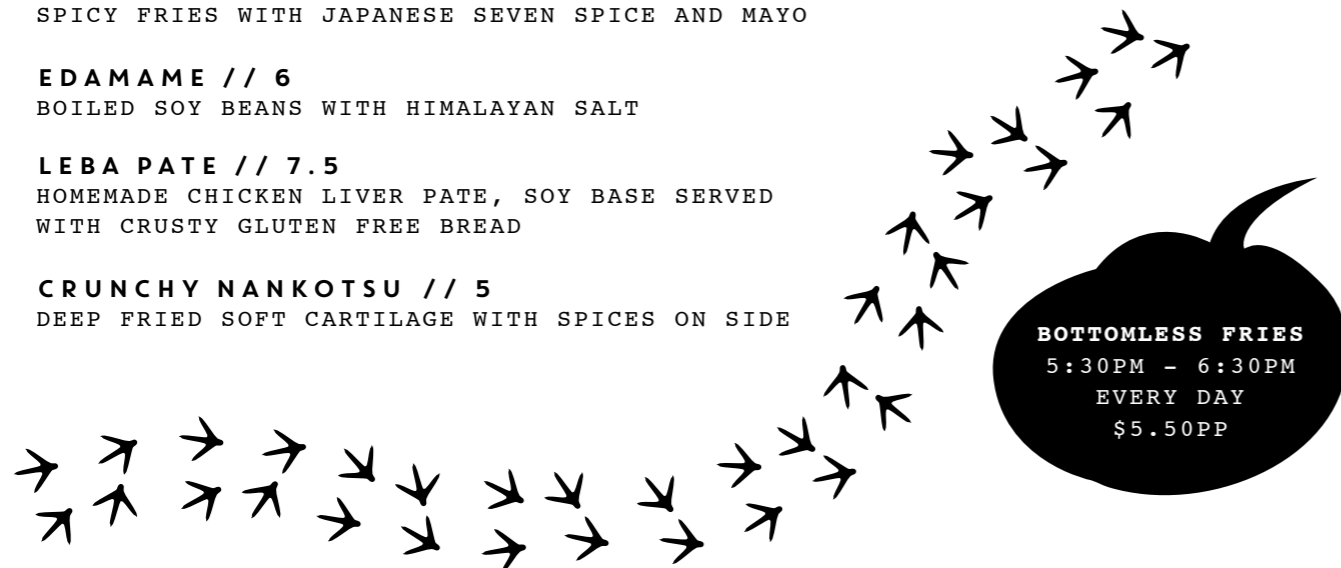 SPICY FRIES WITH JAPANESE SEVEN SPICE AND MAYO
EDAMAME // 6
BOILED SOY BEANS WITH HIMALAYAN SALT
LEBA PATE // 7.5
HOMEMADE CHICKEN LIVER PATE, SOY BASE SERVED
WITH CRUSTY GLUTEN FREE BREAD
CRUNCHY NANKOTSU // 5
DEEP FRIED SOFT CARTILAGE WITH SPICES ON SIDE
BOTTOMLESS FRIES
5:30PM – 6:30PM
EVERY DAY
$5.50PP